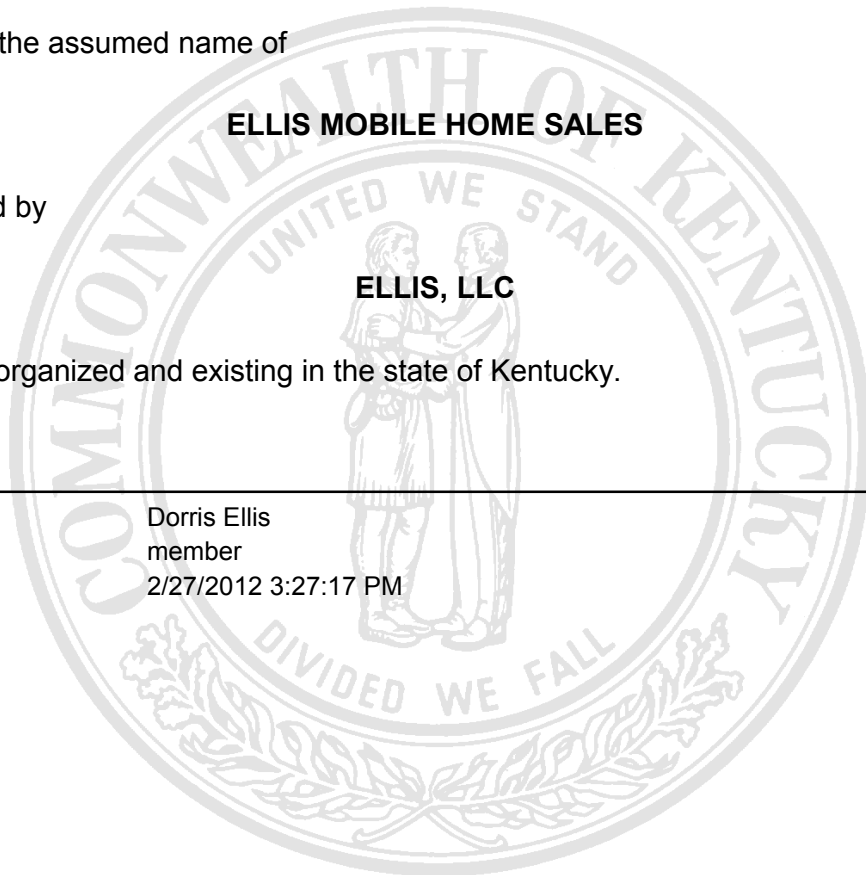 the assumed name of
ELLIS MOBILE HOME SALES
d by
ELLIS, LLC
organized and existing in the state of Kentucky.
Dorris Ellis
member
2/27/2012 3:27:17 PM
COMMONWEALTH OF KENTUCKY
UNITED WE STAND
DIVIDED WE FALL